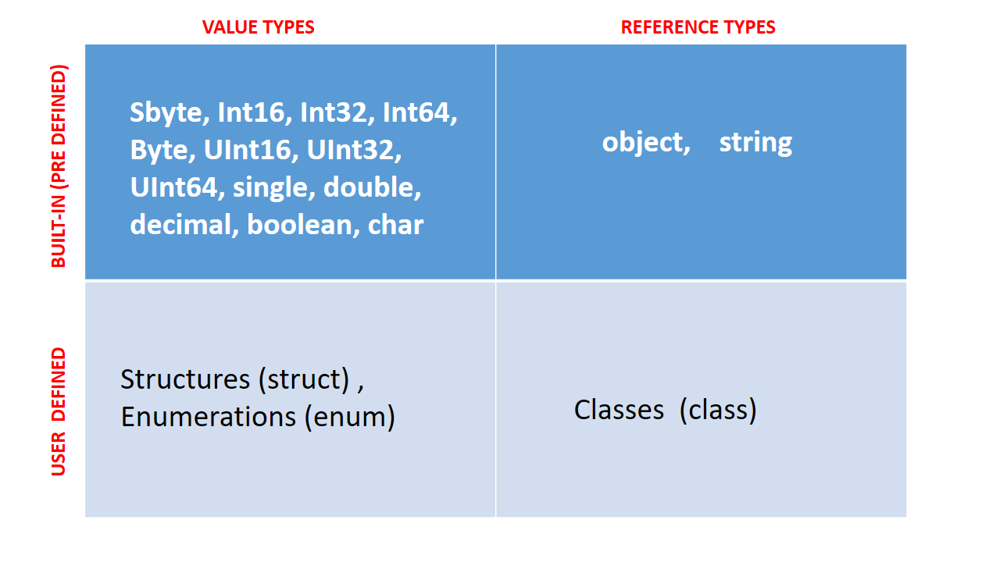 VALUE TYPES
REFERENCE TYPES
BUILT-IN (PRE DEFINED)
Sbyte, Int16, Int32, Int64,
Byte, UInt16, UInt32,
UInt64, single, double,
decimal, boolean, char
object, string
USER DEFINED
Structures (struct) ,
Enumerations (enum)
Classes (class)